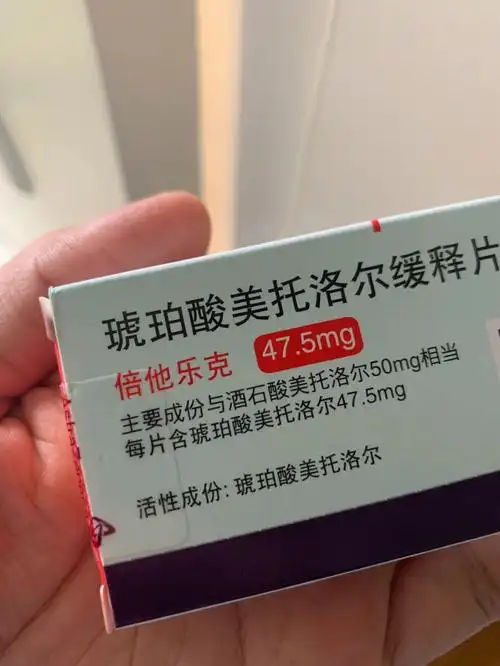 琥珀酸美托洛尔缓释片
倍他乐克 47.5mg
主要成份与酒石酸美托洛尔50mg相当
每片含琥珀酸美托洛尔47.5mg
活性成份: 琥珀酸美托洛尔